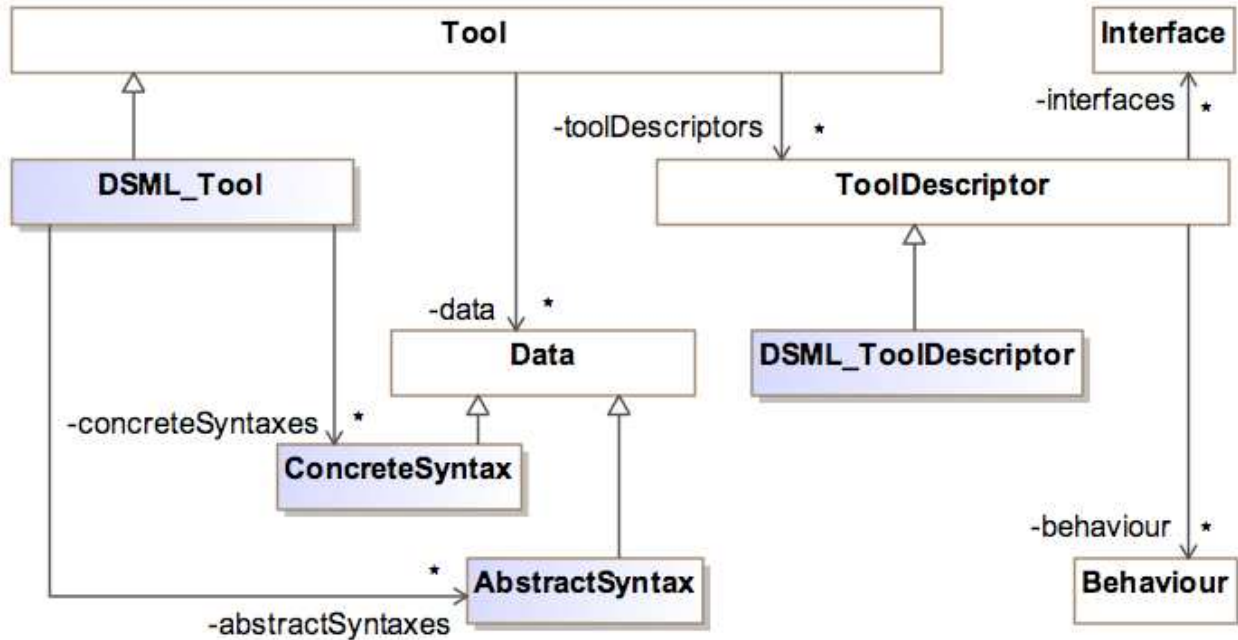 Tool
Interface
-interfaces
*
-toolDescriptors
*
DSML_Tool
ToolDescriptor
-data
*
Data
DSML_ToolDescriptor
-concreteSyntaxes
*
ConcreteSyntax
-behaviour
*
*
AbstractSyntax
Behaviour
-abstractSyntaxes